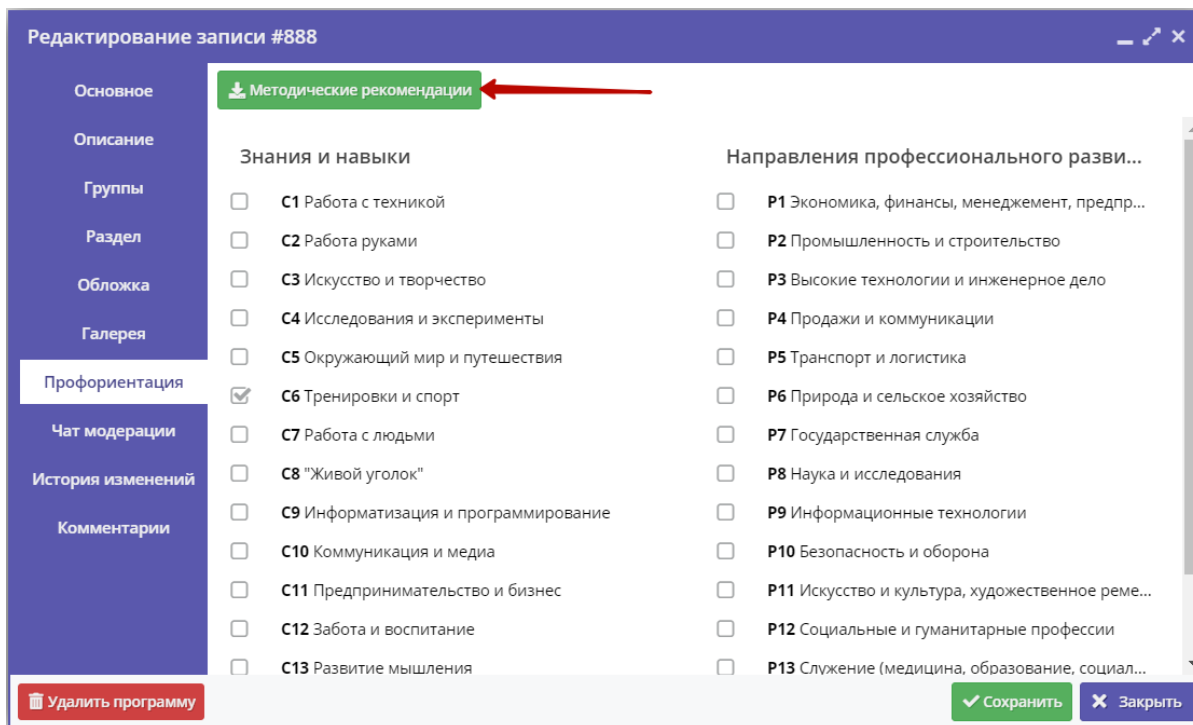 Редактирование записи #888
Основное
Описание
Группы
Раздел
Обложка
Галерея
Профориентация
Чат модерации
История изменений
Комментарии
Методические рекомендации
Знания и навыки
C1 Работа с техникой
C2 Работа руками
C3 Искусство и творчество
C4 Исследования и эксперименты
C5 Окружающий мир и путешествия
C6 Тренировки и спорт
C7 Работа с людьми
C8 "Живой уголок"
C9 Информатизация и программирование
C10 Коммуникация и медиа
C11 Предпринимательство и бизнес
C12 Забота и воспитание
C13 Развитие мышления
Направления профессионального разви...
P1 Экономика, финансы, менеджемент, предпр...
P2 Промышленность и строительство
P3 Высокие технологии и инженерное дело
P4 Продажи и коммуникации
P5 Транспорт и логистика
P6 Природа и сельское хозяйство
P7 Государственная служба
P8 Наука и исследования
P9 Информационные технологии
P10 Безопасность и оборона
P11 Искусство и культура, художественное реме...
P12 Социальные и гуманитарные профессии
P13 Служение (медицина, образование, социал...
Удалить программу
Сохранить
Закрыть